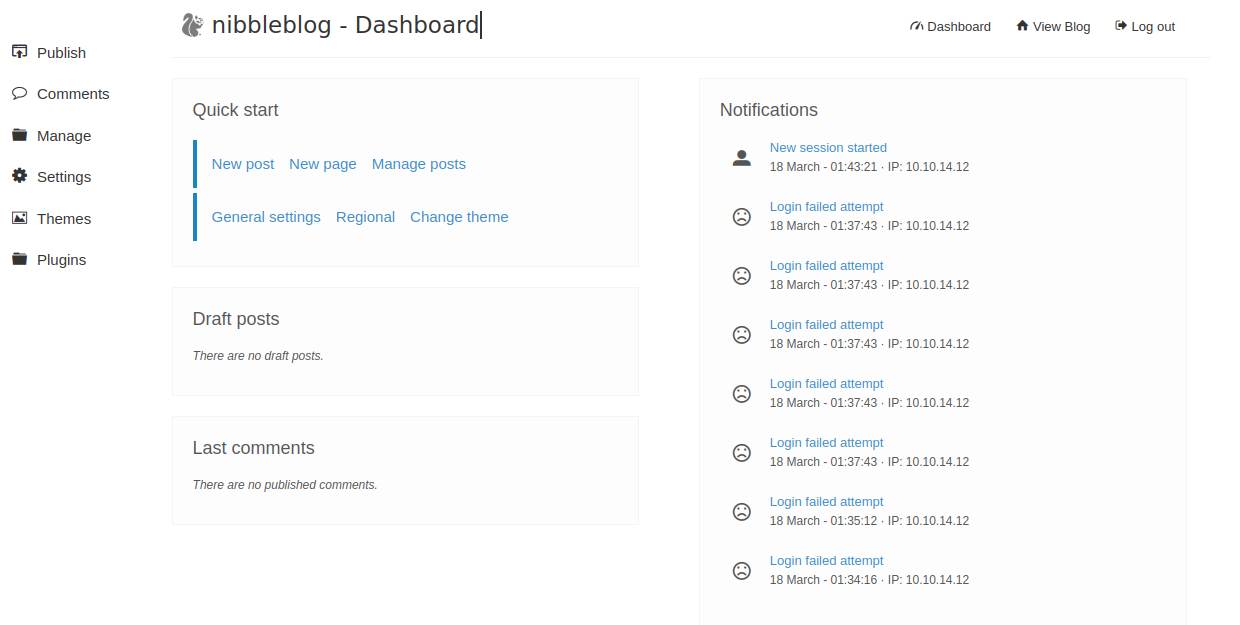 nibbleblog - Dashboard
Dashboard
View Blog
Log out
Publish
Comments
Manage
Settings
Themes
Plugins
Quick start
New post New page Manage posts
General settings Regional Change theme
Draft posts
There are no draft posts.
Last comments
There are no published comments.
Notifications
New session started
18 March - 01:43:21 · IP: 10.10.14.12
Login failed attempt
18 March - 01:37:43 · IP: 10.10.14.12
Login failed attempt
18 March - 01:37:43 · IP: 10.10.14.12
Login failed attempt
18 March - 01:37:43 · IP: 10.10.14.12
Login failed attempt
18 March - 01:37:43 · IP: 10.10.14.12
Login failed attempt
18 March - 01:37:43 · IP: 10.10.14.12
Login failed attempt
18 March - 01:35:12 · IP: 10.10.14.12
Login failed attempt
18 March - 01:34:16 · IP: 10.10.14.12